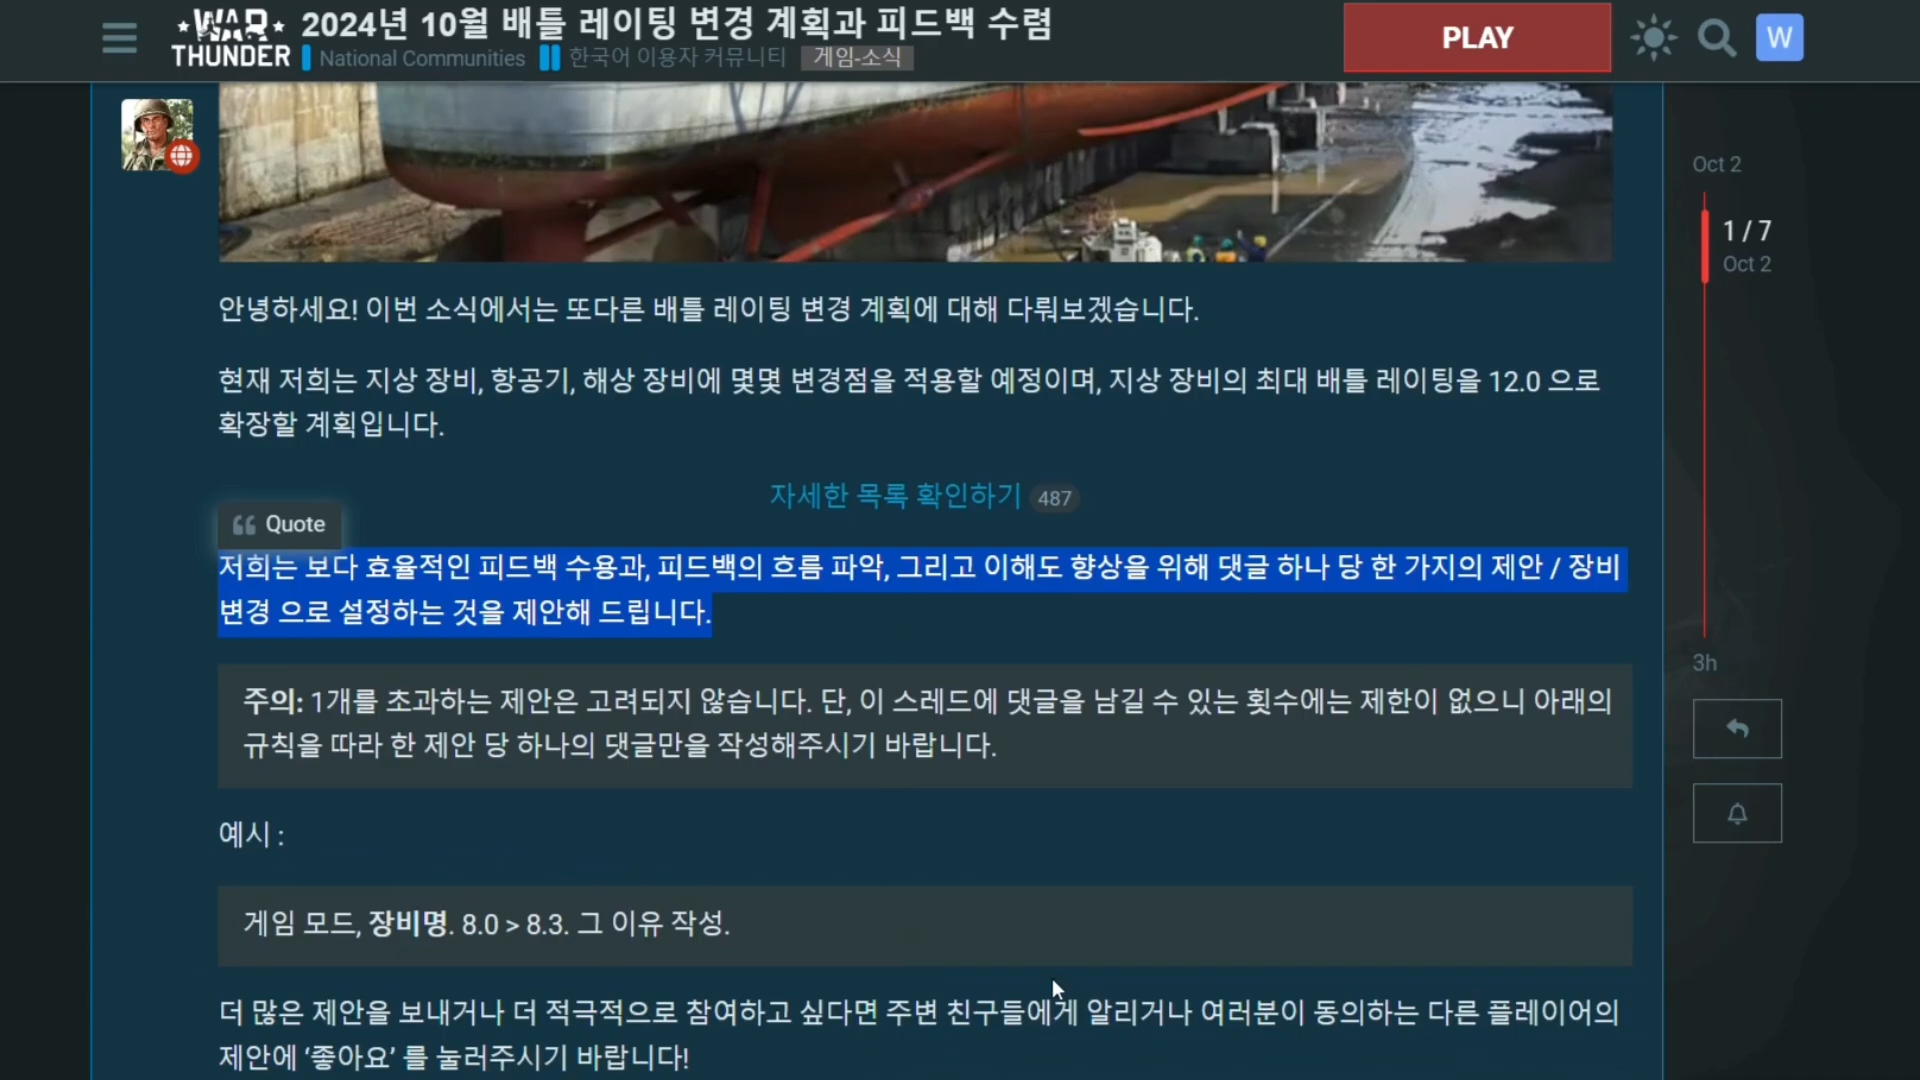 WAR
THUNDER
2024년 10월 배틀 레이팅 변경 계획과 피드백 수렴
National Communities 한국어 이용자 커뮤니티 게임-소식
PLAY
W
Oct 2
1 / 7
Oct 2
안녕하세요! 이번 소식에서는 또다른 배틀 레이팅 변경 계획에 대해 다뤄보겠습니다.
현재 저희는 지상 장비, 항공기, 해상 장비에 몇몇 변경점을 적용할 예정이며, 지상 장비의 최대 배틀 레이팅을 12.0 으로
확장할 계획입니다.
자세한 목록 확인하기 487
Quote
저희는 보다 효율적인 피드백 수용과, 피드백의 흐름 파악, 그리고 이해도 향상을 위해 댓글 하나 당 한 가지의 제안 / 장비
변경 으로 설정하는 것을 제안해 드립니다.
3h
주의: 1개를 초과하는 제안은 고려되지 않습니다. 단, 이 스레드에 댓글을 남길 수 있는 횟수에는 제한이 없으니 아래의
규칙을 따라 한 제안 당 하나의 댓글만을 작성해주시기 바랍니다.
예시 :
게임 모드, 장비명. 8.0 > 8.3. 그 이유 작성.
더 많은 제안을 보내거나 더 적극적으로 참여하고 싶다면 주변 친구들에게 알리거나 여러분이 동의하는 다른 플레이어의
제안에 ‘좋아요’ 를 눌러주시기 바랍니다!